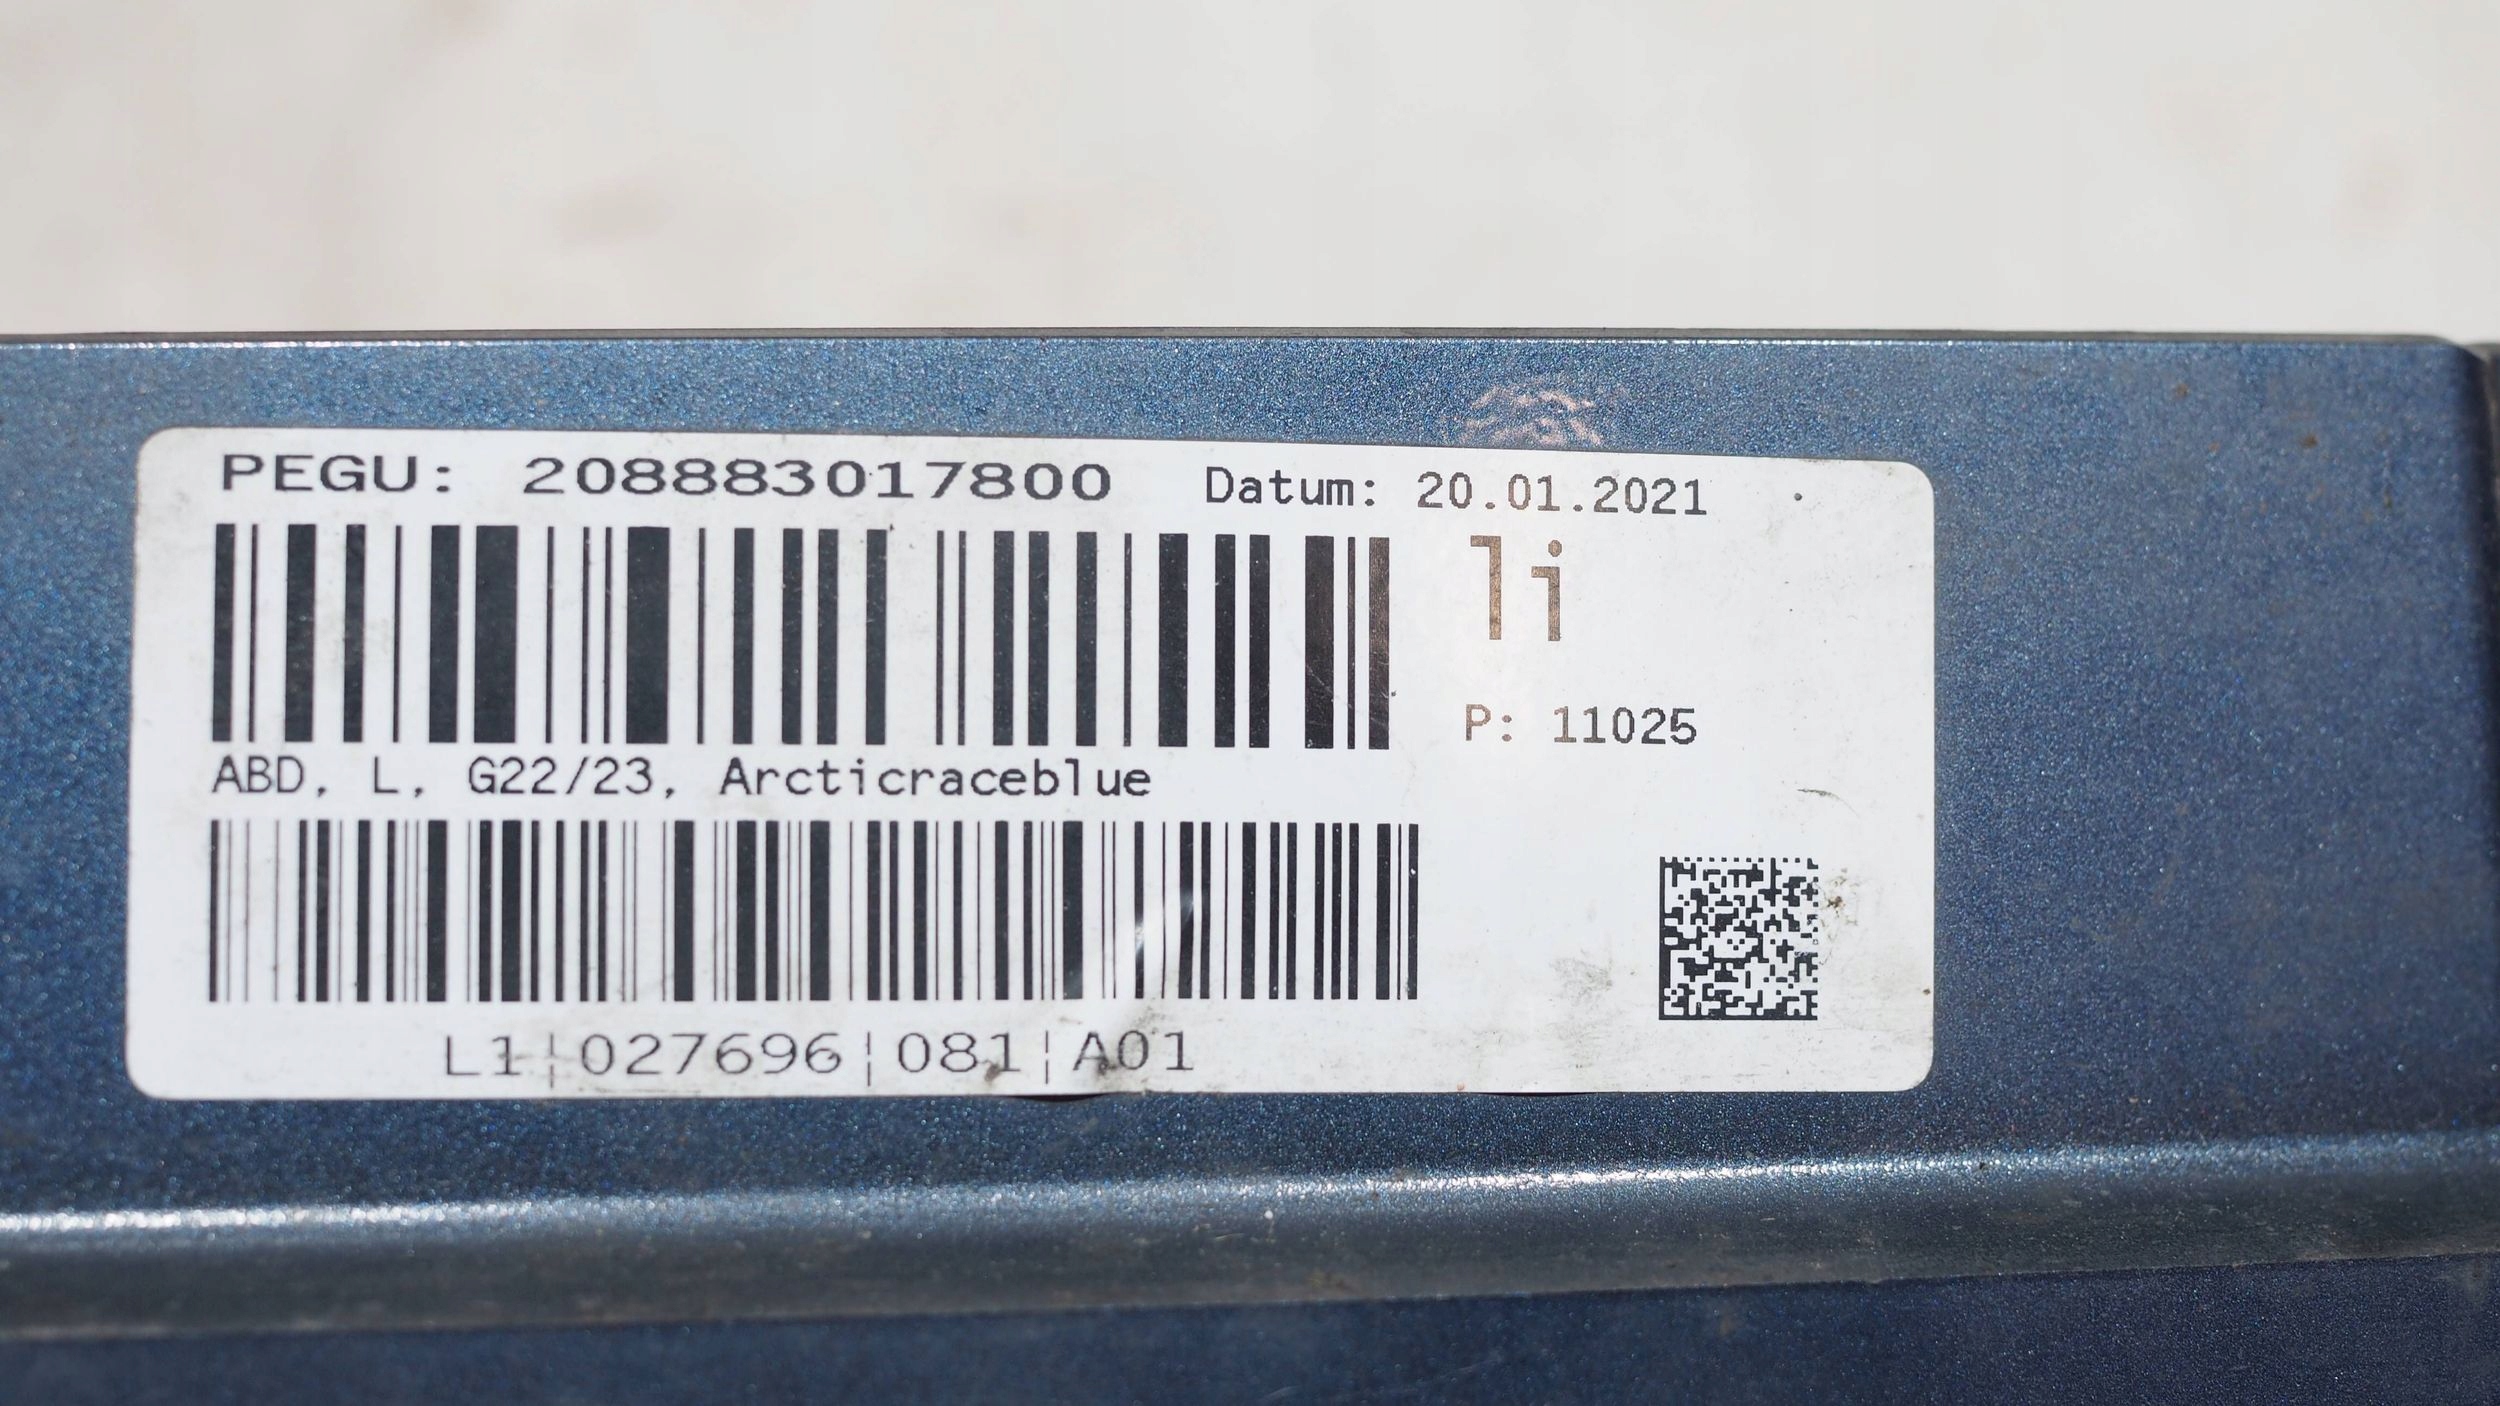 PEGU: 208883017800 Datum: 20.01.2021
li
P: 11025
ABD, L, G22/23, Arcticraceblue
L1¦027696¦081¦A01